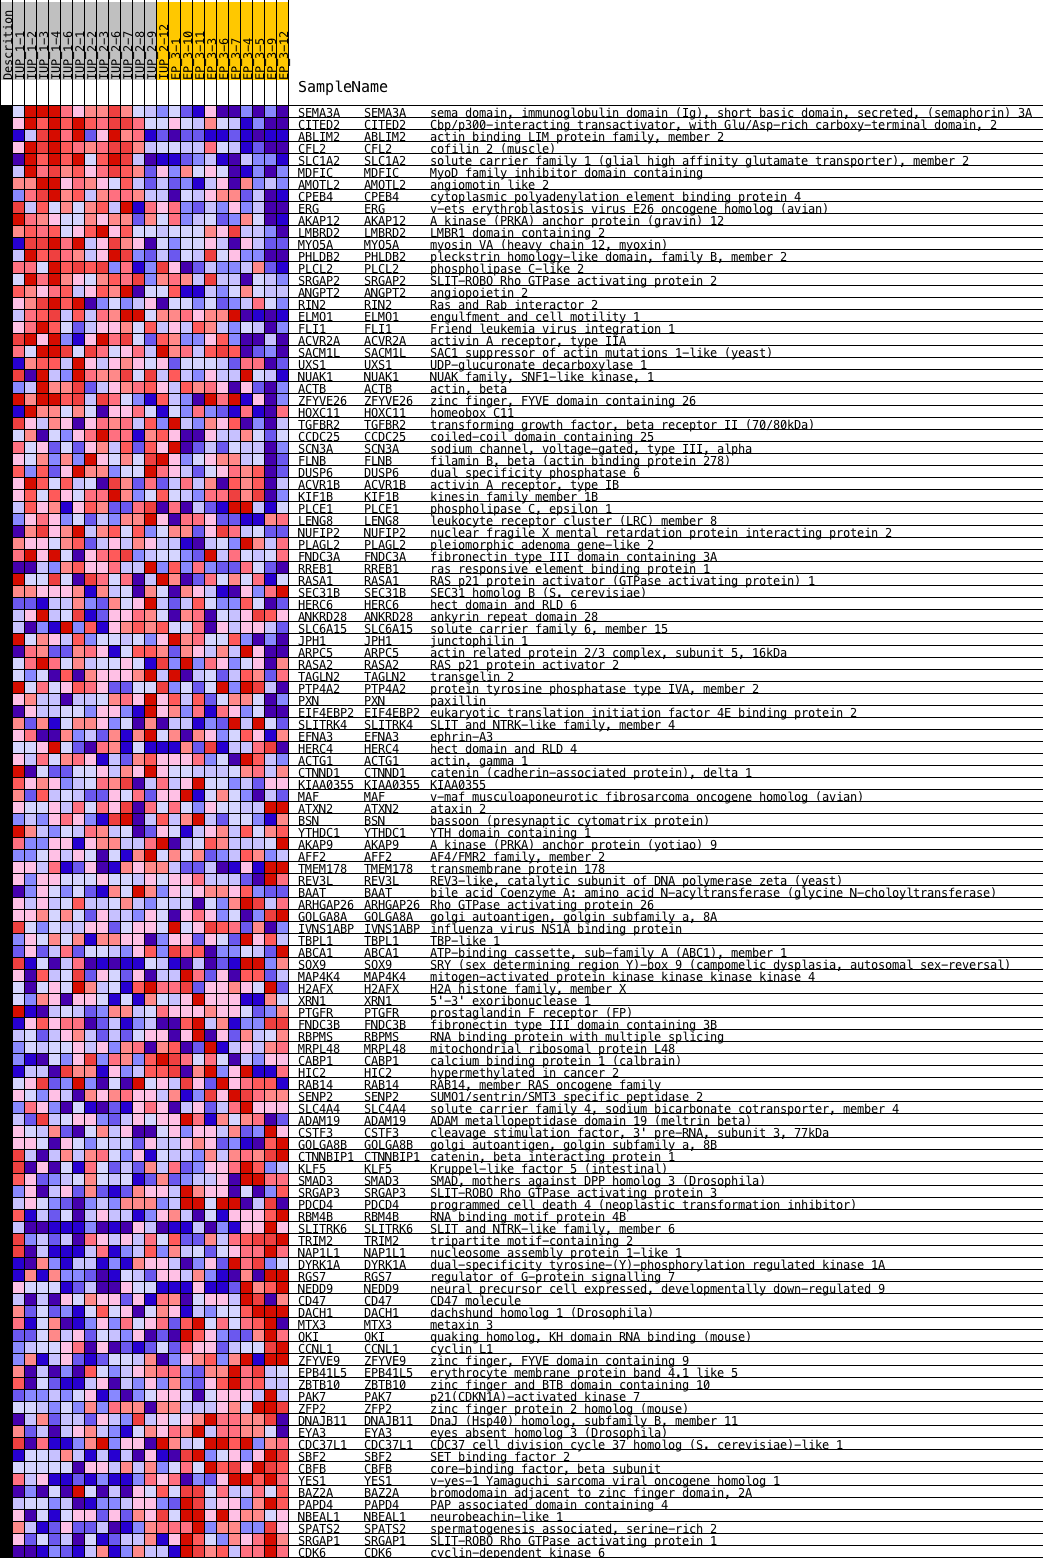 Descrition
IUP_1-1
IUP_1-2
IUP_1-3
IUP_1-4
IUP_1-6
IUP_2-1
IUP_2-2
IUP_2-3
IUP_2-6
IUP_2-7
IUP_2-8
IUP_2-9
IUP_2-12
EP_3-1
EP_3-10
EP_3-11
EP_3-3
EP_3-6
EP_3-7
EP_3-4
EP_3-5
EP_3-9
EP_3-12
SampleName
SEMA3A SEMA3A sema domain, immunoglobulin domain (Ig), short basic domain, secreted, (semaphorin) 3A
CITED2 CITED2 Cbp/p300-interacting transactivator, with Glu/Asp-rich carboxy-terminal domain, 2
ABLIM2 ABLIM2 actin binding LIM protein family, member 2
CFL2 CFL2 cofilin 2 (muscle)
SLC1A2 SLC1A2 solute carrier family 1 (glial high affinity glutamate transporter), member 2
MDFIC MDFIC MyoD family inhibitor domain containing
AMOTL2 AMOTL2 angiomotin like 2
CPEB4 CPEB4 cytoplasmic polyadenylation element binding protein 4
ERG ERG v-ets erythroblastosis virus E26 oncogene homolog (avian)
AKAP12 AKAP12 A kinase (PRKA) anchor protein (gravin) 12
LMBRD2 LMBRD2 LMBR1 domain containing 2
MYO5A MYO5A myosin VA (heavy chain 12, myoxin)
PHLDB2 PHLDB2 pleckstrin homology-like domain, family B, member 2
PLCL2 PLCL2 phospholipase C-like 2
SRGAP2 SRGAP2 SLIT-ROBO Rho GTPase activating protein 2
ANGPT2 ANGPT2 angiopoietin 2
RIN2 RIN2 Ras and Rab interactor 2
ELMO1 ELMO1 engulfment and cell motility 1
FLI1 FLI1 Friend leukemia virus integration 1
ACVR2A ACVR2A activin A receptor, type IIA
SACM1L SACM1L SAC1 suppressor of actin mutations 1-like (yeast)
UXS1 UXS1 UDP-glucuronate decarboxylase 1
NUAK1 NUAK1 NUAK family, SNF1-like kinase, 1
ACTB ACTB actin, beta
ZFYVE26 ZFYVE26 zinc finger, FYVE domain containing 26
HOXC11 HOXC11 homeobox C11
TGFBR2 TGFBR2 transforming growth factor, beta receptor II (70/80kDa)
CCDC25 CCDC25 coiled-coil domain containing 25
SCN3A SCN3A sodium channel, voltage-gated, type III, alpha
FLNB FLNB filamin B, beta (actin binding protein 278)
DUSP6 DUSP6 dual specificity phosphatase 6
ACVR1B ACVR1B activin A receptor, type IB
KIF1B KIF1B kinesin family member 1B
PLCE1 PLCE1 phospholipase C, epsilon 1
LENG8 LENG8 leukocyte receptor cluster (LRC) member 8
NUFIP2 NUFIP2 nuclear fragile X mental retardation protein interacting protein 2
PLAGL2 PLAGL2 pleiomorphic adenoma gene-like 2
FNDC3A FNDC3A fibronectin type III domain containing 3A
RREB1 RREB1 ras responsive element binding protein 1
RASA1 RASA1 RAS p21 protein activator (GTPase activating protein) 1
SEC31B SEC31B SEC31 homolog B (S. cerevisiae)
HERC6 HERC6 hect domain and RLD 6
ANKRD28 ANKRD28 ankyrin repeat domain 28
SLC6A15 SLC6A15 solute carrier family 6, member 15
JPH1 JPH1 junctophilin 1
ARPC5 ARPC5 actin related protein 2/3 complex, subunit 5, 16kDa
RASA2 RASA2 RAS p21 protein activator 2
TAGLN2 TAGLN2 transgelin 2
PTP4A2 PTP4A2 protein tyrosine phosphatase type IVA, member 2
PXN PXN paxillin
EIF4EBP2 EIF4EBP2 eukaryotic translation initiation factor 4E binding protein 2
SLITRK4 SLITRK4 SLIT and NTRK-like family, member 4
EFNA3 EFNA3 ephrin-A3
HERC4 HERC4 hect domain and RLD 4
ACTG1 ACTG1 actin, gamma 1
CTNND1 CTNND1 catenin (cadherin-associated protein), delta 1
KIAA0355 KIAA0355 KIAA0355
MAF MAF v-maf musculoaponeurotic fibrosarcoma oncogene homolog (avian)
ATXN2 ATXN2 ataxin 2
BSN BSN bassoon (presynaptic cytomatrix protein)
YTHDC1 YTHDC1 YTH domain containing 1
AKAP9 AKAP9 A kinase (PRKA) anchor protein (yotiao) 9
AFF2 AFF2 AF4/FMR2 family, member 2
TMEM178 TMEM178 transmembrane protein 178
REV3L REV3L REV3-like, catalytic subunit of DNA polymerase zeta (yeast)
BAAT BAAT bile acid Coenzyme A: amino acid N-acyltransferase (glycine N-choloyltransferase)
ARHGAP26 ARHGAP26 Rho GTPase activating protein 26
GOLGA8A GOLGA8A golgi autoantigen, golgin subfamily a, 8A
IVNS1ABP IVNS1ABP influenza virus NS1A binding protein
TBPL1 TBPL1 TBP-like 1
ABCA1 ABCA1 ATP-binding cassette, sub-family A (ABC1), member 1
SOX9 SOX9 SRY (sex determining region Y)-box 9 (campomelic dysplasia, autosomal sex-reversal)
MAP4K4 MAP4K4 mitogen-activated protein kinase kinase kinase kinase 4
H2AFX H2AFX H2A histone family, member X
XRN1 XRN1 5'-3' exoribonuclease 1
PTGFR PTGFR prostaglandin F receptor (FP)
FNDC3B FNDC3B fibronectin type III domain containing 3B
RBPMS RBPMS RNA binding protein with multiple splicing
MRPL48 MRPL48 mitochondrial ribosomal protein L48
CABP1 CABP1 calcium binding protein 1 (calbrain)
HIC2 HIC2 hypermethylated in cancer 2
RAB14 RAB14 RAB14, member RAS oncogene family
SENP2 SENP2 SUMO1/sentrin/SMT3 specific peptidase 2
SLC4A4 SLC4A4 solute carrier family 4, sodium bicarbonate cotransporter, member 4
ADAM19 ADAM19 ADAM metallopeptidase domain 19 (meltrin beta)
CSTF3 CSTF3 cleavage stimulation factor, 3' pre-RNA, subunit 3, 77kDa
GOLGA8B GOLGA8B golgi autoantigen, golgin subfamily a, 8B
CTNNBIP1 CTNNBIP1 catenin, beta interacting protein 1
KLF5 KLF5 Kruppel-like factor 5 (intestinal)
SMAD3 SMAD3 SMAD, mothers against DPP homolog 3 (Drosophila)
SRGAP3 SRGAP3 SLIT-ROBO Rho GTPase activating protein 3
PDCD4 PDCD4 programmed cell death 4 (neoplastic transformation inhibitor)
RBM4B RBM4B RNA binding motif protein 4B
SLITRK6 SLITRK6 SLIT and NTRK-like family, member 6
TRIM2 TRIM2 tripartite motif-containing 2
NAP1L1 NAP1L1 nucleosome assembly protein 1-like 1
DYRK1A DYRK1A dual-specificity tyrosine-(Y)-phosphorylation regulated kinase 1A
RGS7 RGS7 regulator of G-protein signalling 7
NEDD9 NEDD9 neural precursor cell expressed, developmentally down-regulated 9
CD47 CD47 CD47 molecule
DACH1 DACH1 dachshund homolog 1 (Drosophila)
MTX3 MTX3 metaxin 3
QKI QKI quaking homolog, KH domain RNA binding (mouse)
CCNL1 CCNL1 cyclin L1
ZFYVE9 ZFYVE9 zinc finger, FYVE domain containing 9
EPB41L5 EPB41L5 erythrocyte membrane protein band 4.1 like 5
ZBTB10 ZBTB10 zinc finger and BTB domain containing 10
PAK7 PAK7 p21(CDKN1A)-activated kinase 7
ZFP2 ZFP2 zinc finger protein 2 homolog (mouse)
DNAJB11 DNAJB11 DnaJ (Hsp40) homolog, subfamily B, member 11
EYA3 EYA3 eyes absent homolog 3 (Drosophila)
CDC37L1 CDC37L1 CDC37 cell division cycle 37 homolog (S. cerevisiae)-like 1
SBF2 SBF2 SET binding factor 2
CBFB CBFB core-binding factor, beta subunit
YES1 YES1 v-yes-1 Yamaguchi sarcoma viral oncogene homolog 1
BAZ2A BAZ2A bromodomain adjacent to zinc finger domain, 2A
PAPD4 PAPD4 PAP associated domain containing 4
NBEAL1 NBEAL1 neurobeachin-like 1
SPATS2 SPATS2 spermatogenesis associated, serine-rich 2
SRGAP1 SRGAP1 SLIT-ROBO Rho GTPase activating protein 1
CDK6 CDK6 cyclin-dependent kinase 6